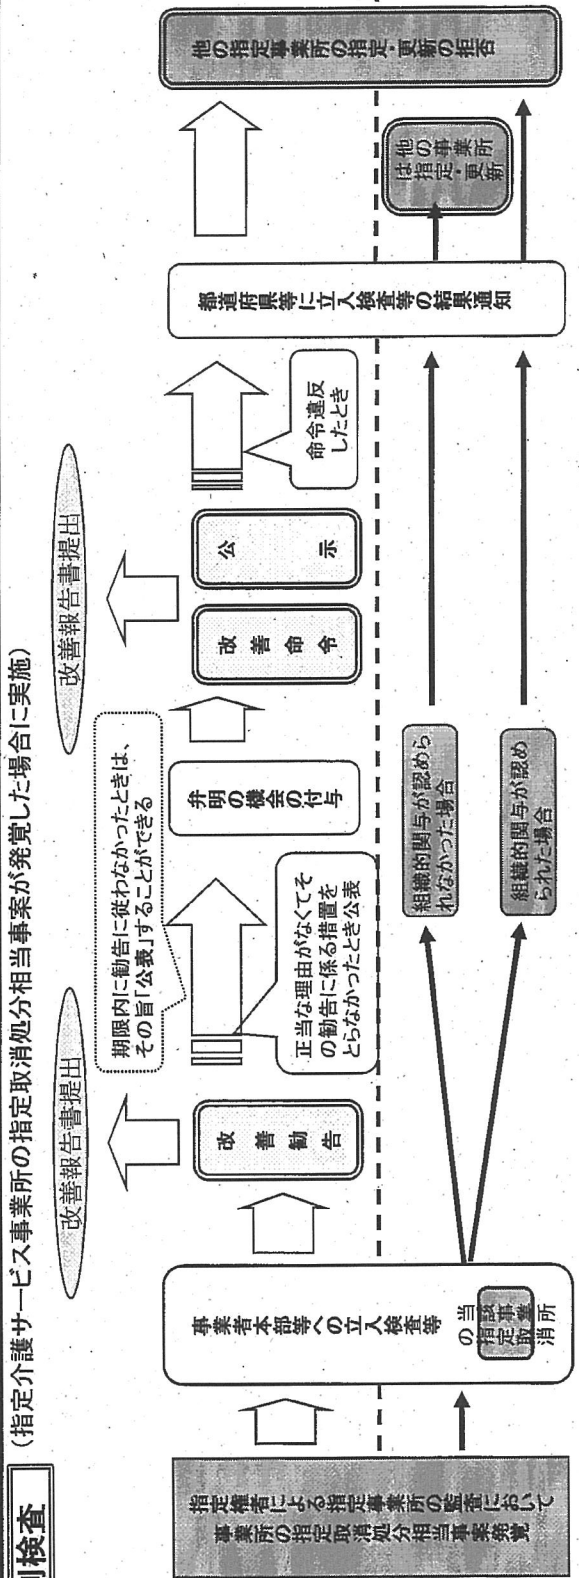 別検査
(指定介護サービス事業所の指定取消処分相当事案が発覚した場合に実施)
指定権者による指定事業所の監査において
事業所の指定取消処分相当事案発覚
事業者本部等への立入検査等
当該事業所
の指定取消
改善勧告
改善報告書提出
期限内に勧告に従わなかったときは、
その旨「公表」することができる
正当な理由がなくてそ
の勧告に係る措置を
とらなかったとき公表
弁明の機会の付与
改善命令
公示
改善報告書提出
命令違反
したとき
組織的関与が認めら
れなかった場合
組織的関与が認め
られた場合
都道府県等に立入検査等の結果通知
他の事業所
は指定・更新
他の指定事業所の指定・更新の拒否